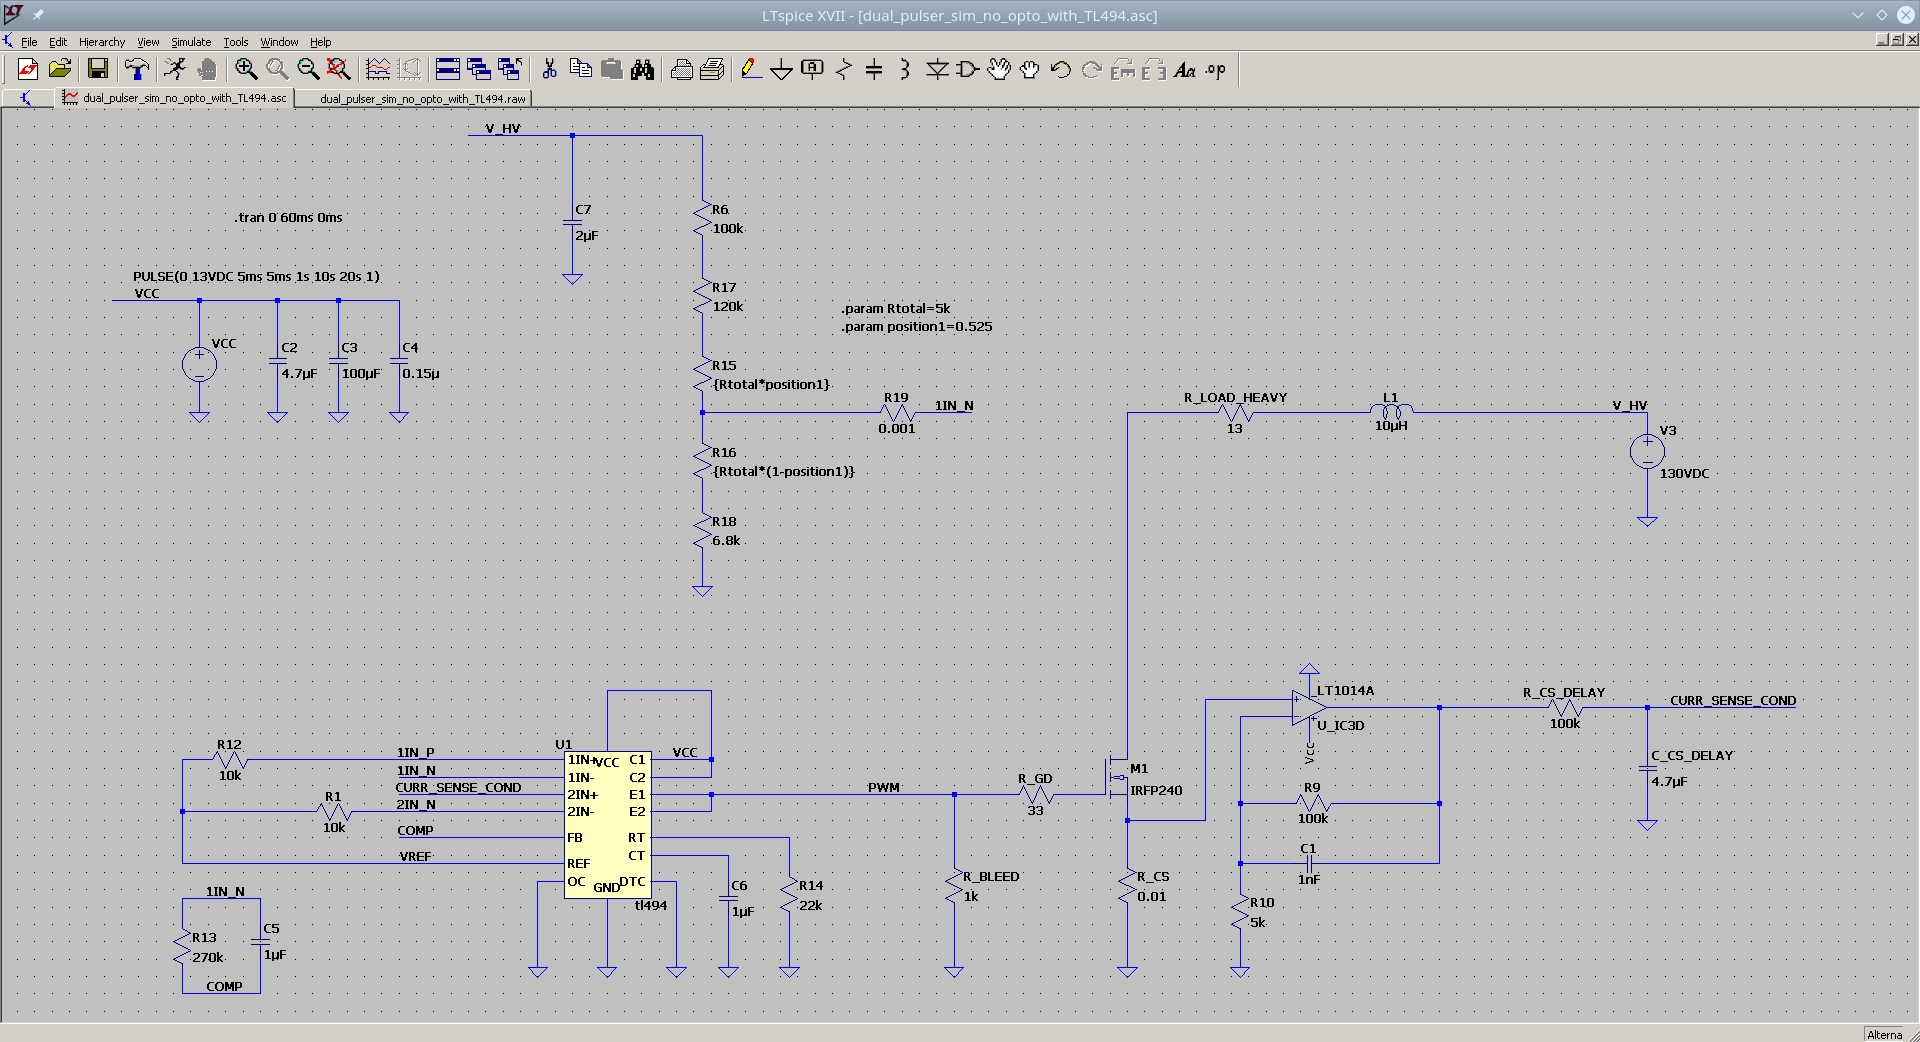 LTspice XVII - [dual_pulser_sim_no_opto_with_TL494.asc]
File Edit Hierarchy View Simulate Tools Window Help
Aa .op
dual_pulser_sim_no_opto_with_TL494.asc dual_pulser_sim_no_opto_with_TL494.raw
V_HV
C7
2µF
R6
100k
.tran 0 60ms 0ms
PULSE(0 13VDC 5ms 5ms 1s 10s 20s 1)
VCC
VCC
C2
4.7µF
C3
100µF
C4
0.15µ
R17
120k
.param Rtotal=5k
.param position1=0.525
R15
{Rtotal*position1}
R19
0.001
1IN_N
R16
{Rtotal*(1-position1)}
R18
6.8k
R_LOAD_HEAVY
13
L1
10µH
V_HV
V3
130VDC
R12
10k
R1
10k
1IN_P
1IN_N
CURR_SENSE_COND
2IN_N
COMP
VREF
U1
1IN+
1IN-
2IN+
2IN-
FB
REF
OC
VCC
GND
C1
C2
E1
E2
RT
CT
DTC
tl494
VCC
1IN_N
R13
270k
C5
1µF
COMP
C6
1µF
R14
22k
PWM
R_BLEED
1k
R_GD
33
M1
IRFP240
R_CS
0.01
LT1014A
U_IC3D
VCC
R9
100k
C1
1nF
R10
5k
R_CS_DELAY
100k
CURR_SENSE_COND
C_CS_DELAY
4.7µF
Alterna